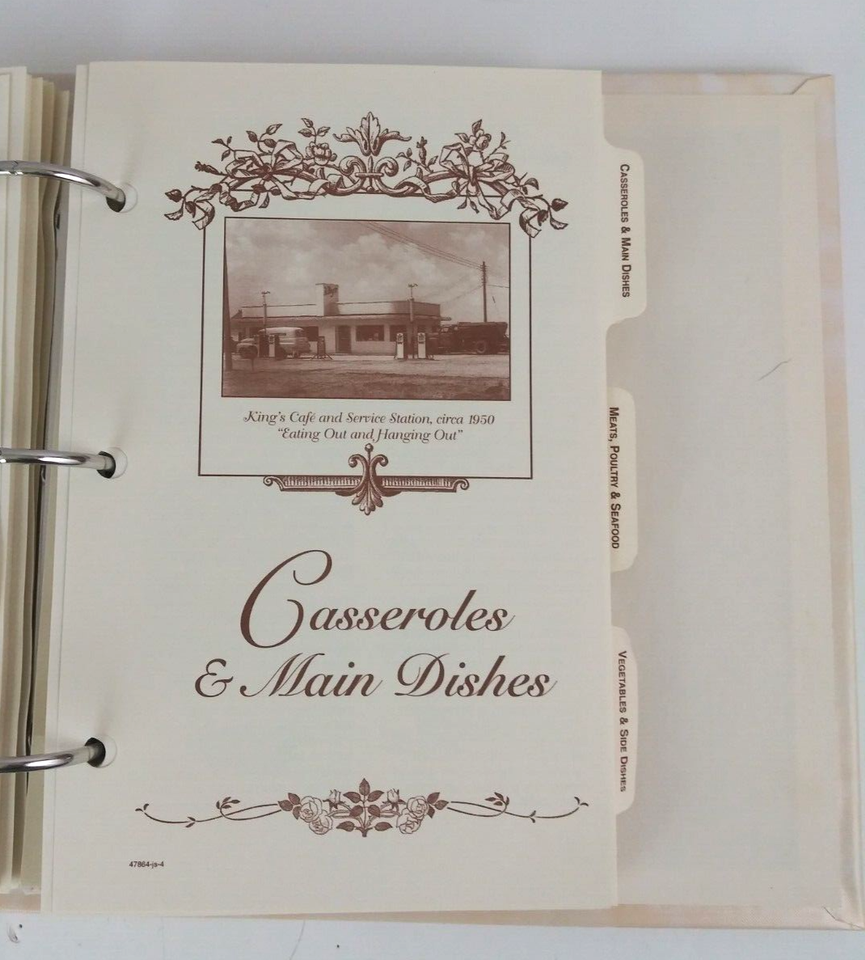 King's Café and Service Station, circa 1950
"Eating Out and Hanging Out"
Casseroles
& Main Dishes
47864-js-4
CASSEROLES & MAIN DISHES
MEATS, POULTRY & SEAFOOD
VEGETABLES & SIDE DISHES